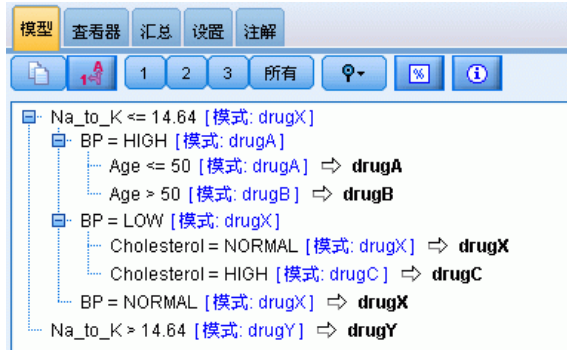 模型 查看器 汇总 设置 注解
1 2 3 所有 %
Na_to_K <= 14.64 [模式: drugX]
BP = HIGH [模式: drugA]
Age <= 50 [模式: drugA] ⇨ drugA
Age > 50 [模式: drugB] ⇨ drugB
BP = LOW [模式: drugX]
Cholesterol = NORMAL [模式: drugX] ⇨ drugX
Cholesterol = HIGH [模式: drugC] ⇨ drugC
BP = NORMAL [模式: drugX] ⇨ drugX
Na_to_K > 14.64 [模式: drugY] ⇨ drugY